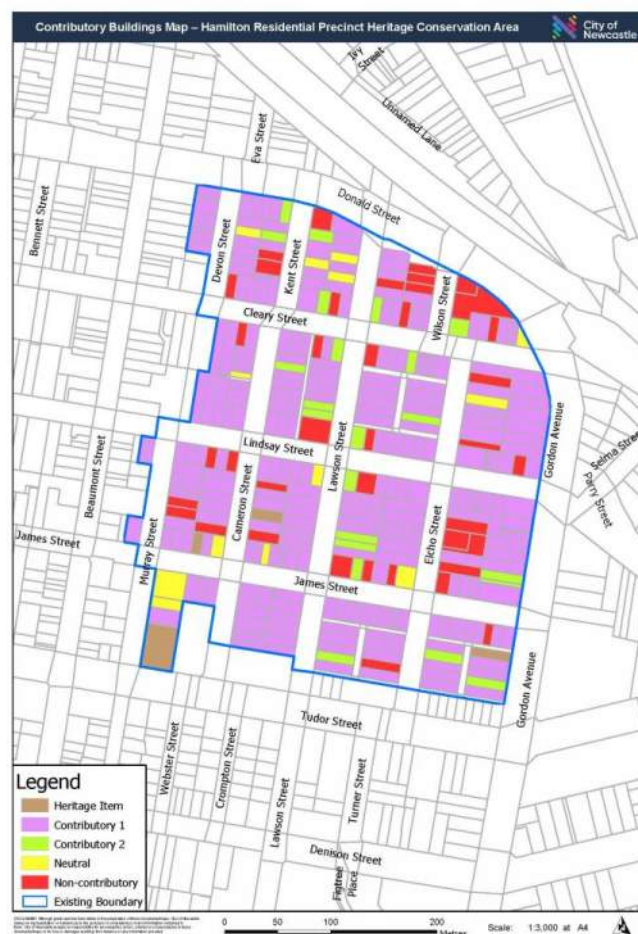 Contributory Buildings Map – Hamilton Residential Precinct Heritage Conservation Area
City of
Newcastle
Ivy
Street
Unnamed Lane
Eva Street
Donald Street
Bennett Street
Devon Street
Kent Street
Wilson Street
Cleary Street
Gordon Avenue
Selma Street
Parry Street
Lindsay Street
Lawson Street
Beaumont Street
Cameron Street
Elcho Street
James Street
Murray Street
James Street
Gordon Avenue
Tudor Street
Webster Street
Crompton Street
Lawson Street
Turner Street
Denison Street
Figtree
Place
Legend
Heritage Item
Contributory 1
Contributory 2
Neutral
Non-contributory
Existing Boundary
0 50 100 200
Metres
Scale: 1:3,000 at A4